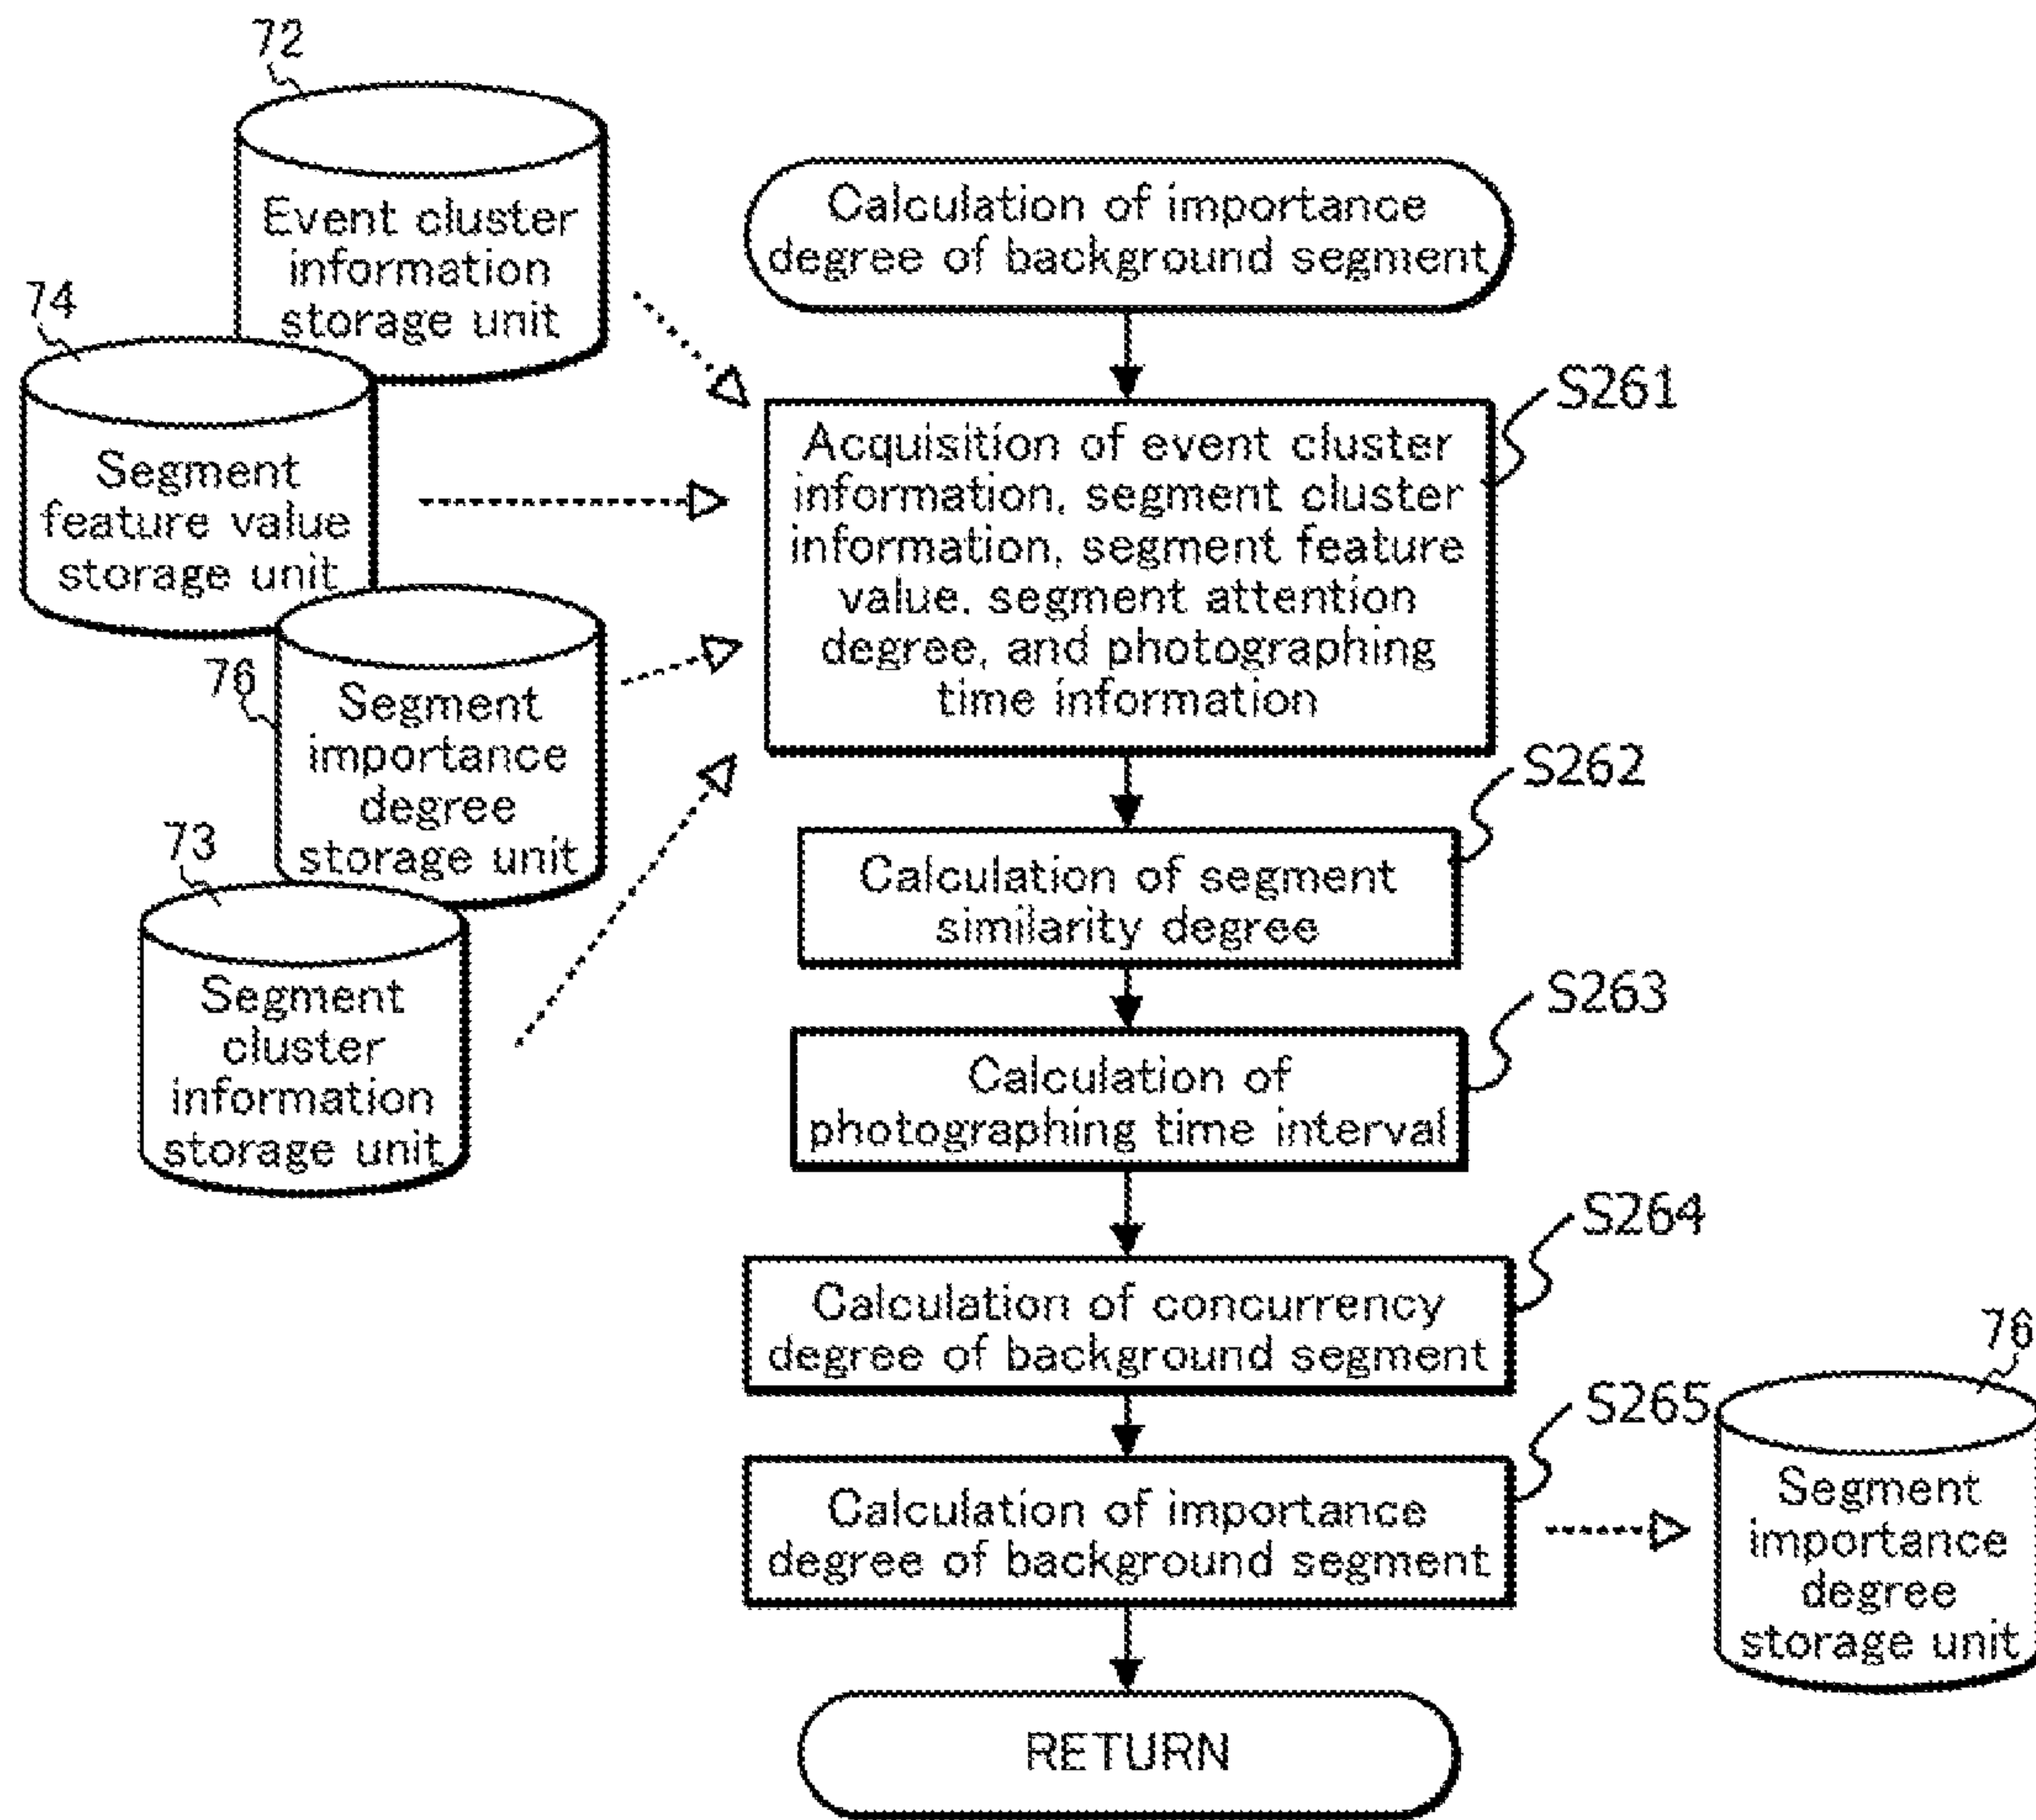 72
Event cluster
information
storage unit
74
Segment
feature value
storage unit
76
Segment
importance
degree
storage unit
73
Segment
cluster
information
storage unit
Calculation of importance
degree of background segment
S261
Acquisition of event cluster
information, segment cluster
information, segment feature
value, segment attention
degree, and photographing
time information
S262
Calculation of segment
similarity degree
S263
Calculation of
photographing time interval
S264
Calculation of concurrency
degree of background segment
S265
Calculation of importance
degree of background segment
76
Segment
importance
degree
storage unit
RETURN